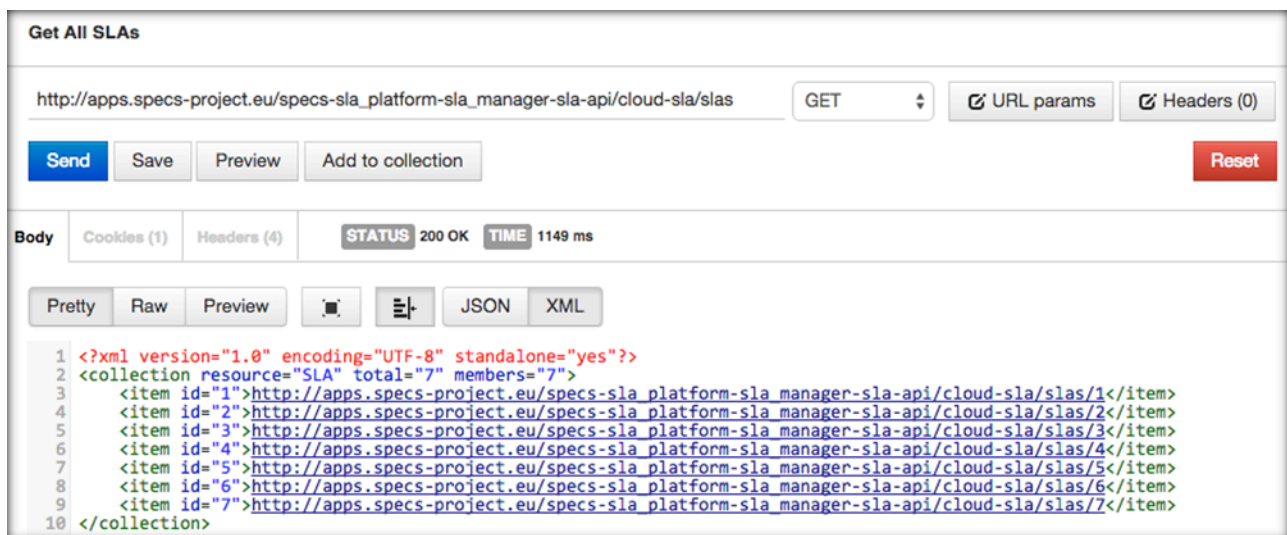 Get All SLAs
http://apps.specs-project.eu/specs-sla_platform-sla_manager-sla-api/cloud-sla/slas GET URL params Headers (0)
Send Save Preview Add to collection Reset
Body Cookies (1) Headers (4) STATUS 200 OK TIME 1149 ms
Pretty Raw Preview JSON XML
1 <?xml version="1.0" encoding="UTF-8" standalone="yes"?>
2 <collection resource="SLA" total="7" members="7">
3 <item id="1">http://apps.specs-project.eu/specs-sla_platform-sla_manager-sla-api/cloud-sla/slas/1</item>
4 <item id="2">http://apps.specs-project.eu/specs-sla_platform-sla_manager-sla-api/cloud-sla/slas/2</item>
5 <item id="3">http://apps.specs-project.eu/specs-sla_platform-sla_manager-sla-api/cloud-sla/slas/3</item>
6 <item id="4">http://apps.specs-project.eu/specs-sla_platform-sla_manager-sla-api/cloud-sla/slas/4</item>
7 <item id="5">http://apps.specs-project.eu/specs-sla_platform-sla_manager-sla-api/cloud-sla/slas/5</item>
8 <item id="6">http://apps.specs-project.eu/specs-sla_platform-sla_manager-sla-api/cloud-sla/slas/6</item>
9 <item id="7">http://apps.specs-project.eu/specs-sla_platform-sla_manager-sla-api/cloud-sla/slas/7</item>
10 </collection>